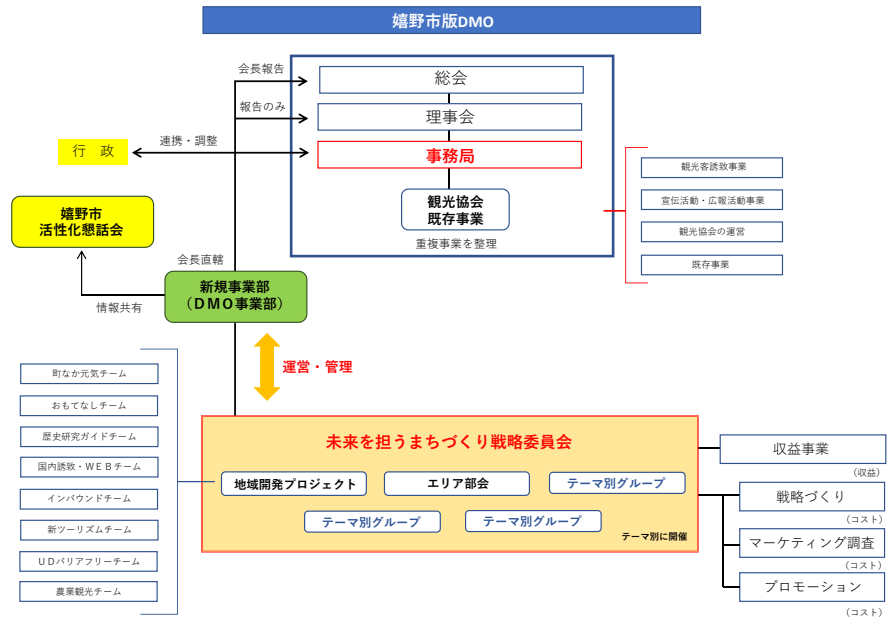 嬉野市版DMO
会長報告
総会
報告のみ
理事会
行　政
連携・調整
事務局
観光協会
既存事業
重複事業を整理
観光客誘致事業
宣伝活動・広報活動事業
観光協会の運営
既存事業
嬉野市
活性化懇話会
会長直轄
新規事業部
（ＤＭＯ事業部）
情報共有
運営・管理
町なか元気チーム
おもてなしチーム
歴史研究ガイドチーム
国内誘致・ＷＥＢチーム
インバウンドチーム
新ツーリズムチーム
ＵＤバリアフリーチーム
農業観光チーム
未来を担うまちづくり戦略委員会
地域開発プロジェクト
エリア部会
テーマ別グループ
テーマ別グループ
テーマ別グループ
テーマ別に開催
収益事業
(収益)
戦略づくり
(コスト)
マーケティング調査
(コスト)
プロモーション
(コスト)